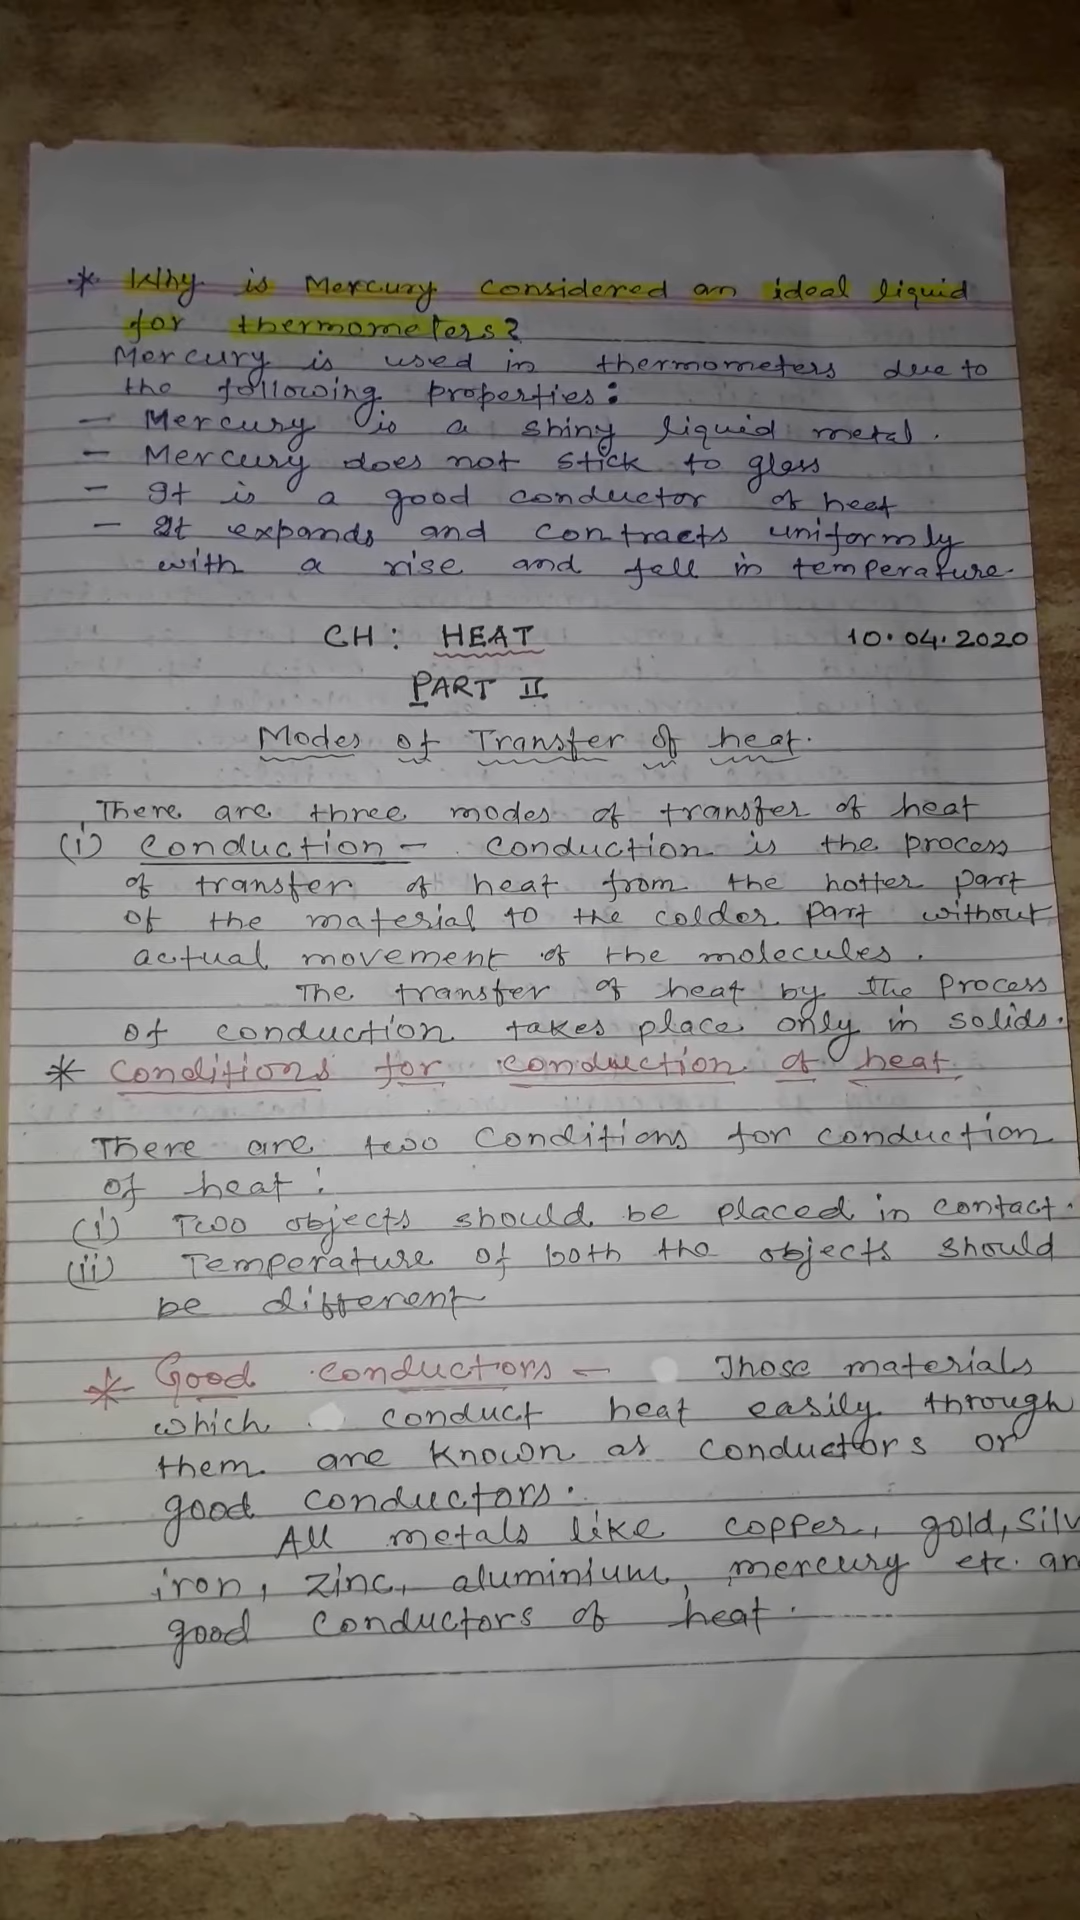 * Why is Mercury considered an ideal liquid
for thermometers?
Mercury is used in thermometers due to
the following properties:
- Mercury is a shiny liquid metal.
- Mercury does not stick to glass
- It is a good conductor of heat
- It expands and contracts uniformly
with a rise and fall in temperature.
CH: HEAT 10.04.2020
PART II
Modes of Transfer of heat.
There are three modes of transfer of heat
(i) Conduction - conduction is the process
of transfer of heat from the hotter part
of the material to the colder part without
actual movement of the molecules.
The transfer of heat by the process
of conduction takes place only in solids.
* Conditions for conduction of heat.
There are two conditions for conduction
of heat:
(i) Two objects should be placed in contact.
(ii) Temperature of both the objects should
be different
* Good conductors - Those materials
which conduct heat easily through
them are known as conductors or
good conductors.
All metals like copper, gold, silv
iron, zinc, aluminium, mercury etc. ar
good conductors of heat.